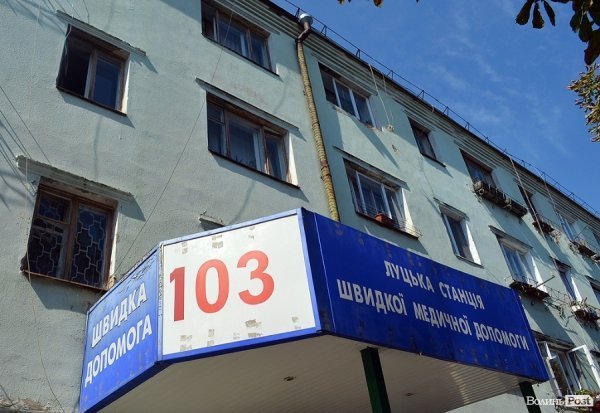 ШВИДКА
ДОПОМОГА
103
ЛУЦЬКА СТАНЦІЯ
ШВИДКОЇ МЕДИЧНОЇ ДОПОМОГИ
ВолиньPost